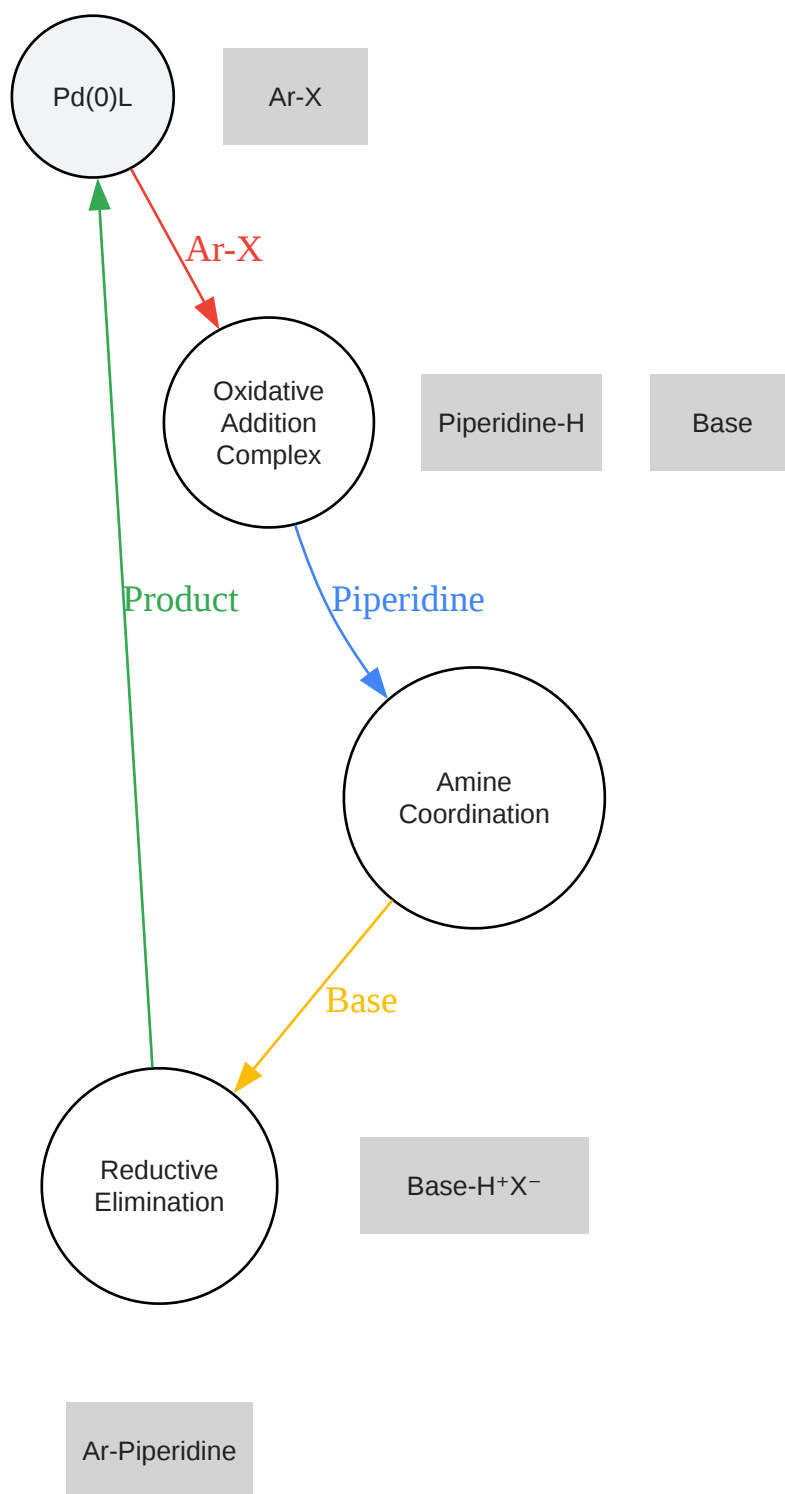 Pd(0)L
Ar-X
Ar-X
Oxidative
Addition
Complex
Piperidine-H
Base
Product
Piperidine
Amine
Coordination
Base
Reductive
Elimination
Base-H⁺X⁻
Ar-Piperidine